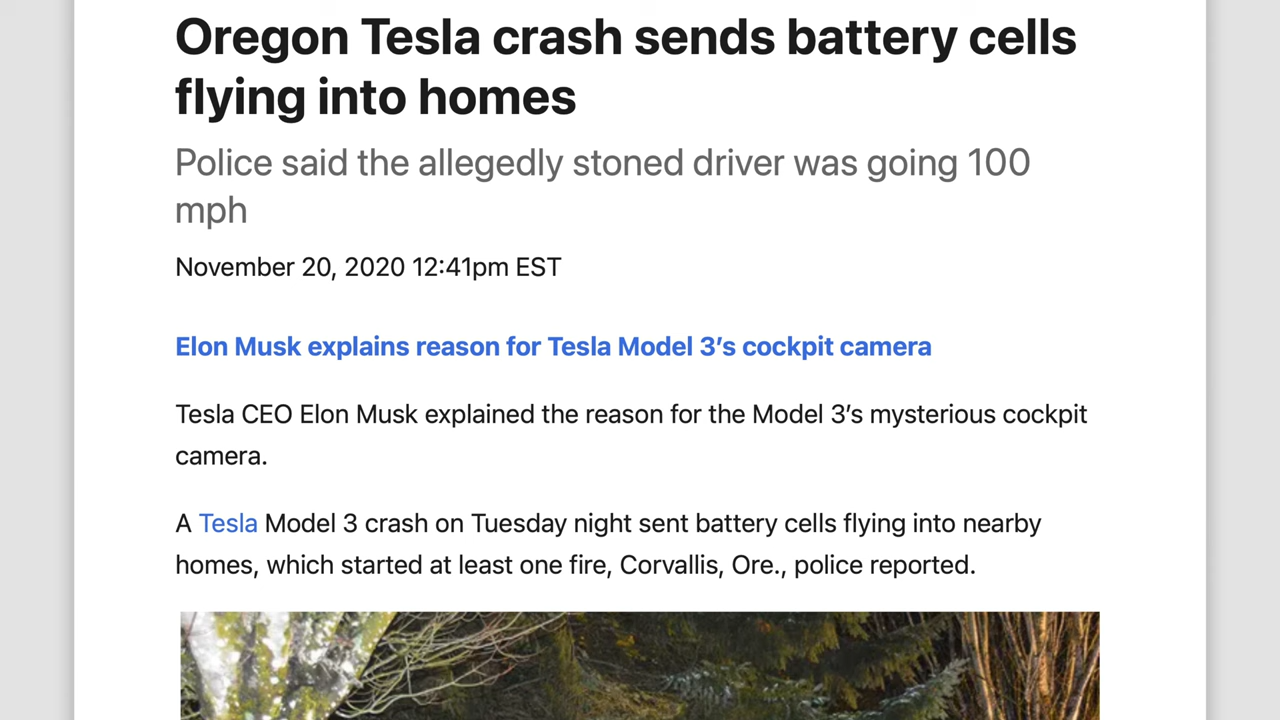 Oregon Tesla crash sends battery cells
flying into homes
Police said the allegedly stoned driver was going 100
mph
November 20, 2020 12:41pm EST
Elon Musk explains reason for Tesla Model 3’s cockpit camera
Tesla CEO Elon Musk explained the reason for the Model 3’s mysterious cockpit
camera.
A Tesla Model 3 crash on Tuesday night sent battery cells flying into nearby
homes, which started at least one fire, Corvallis, Ore., police reported.